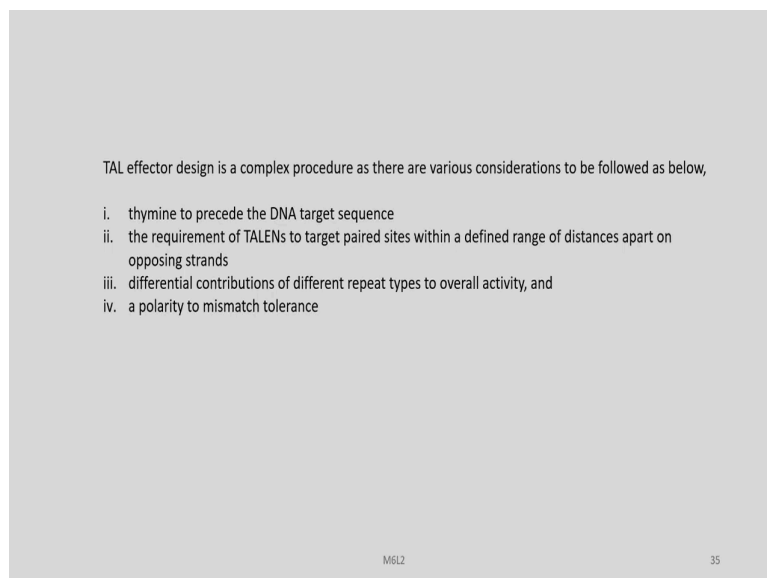 TAL effector design is a complex procedure as there are various considerations to be followed as below,
i. thymine to precede the DNA target sequence
ii. the requirement of TALENs to target paired sites within a defined range of distances apart on
opposing strands
iii. differential contributions of different repeat types to overall activity, and
iv. a polarity to mismatch tolerance
M6L2 35